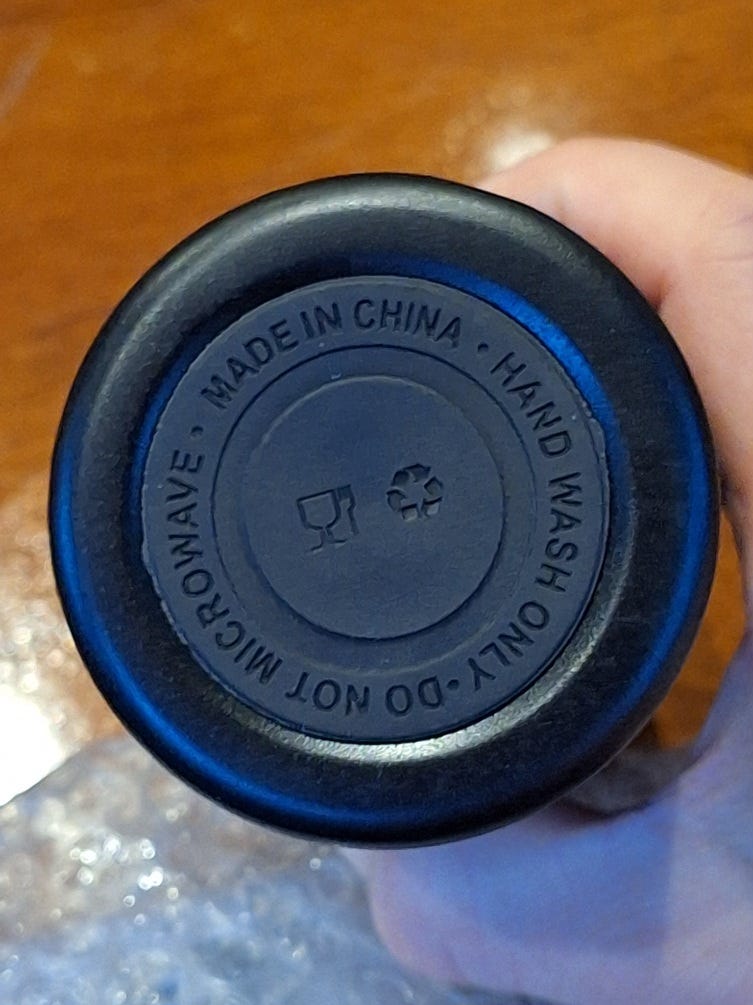 MADE IN CHINA • HAND WASH ONLY • DO NOT MICROWAVE •